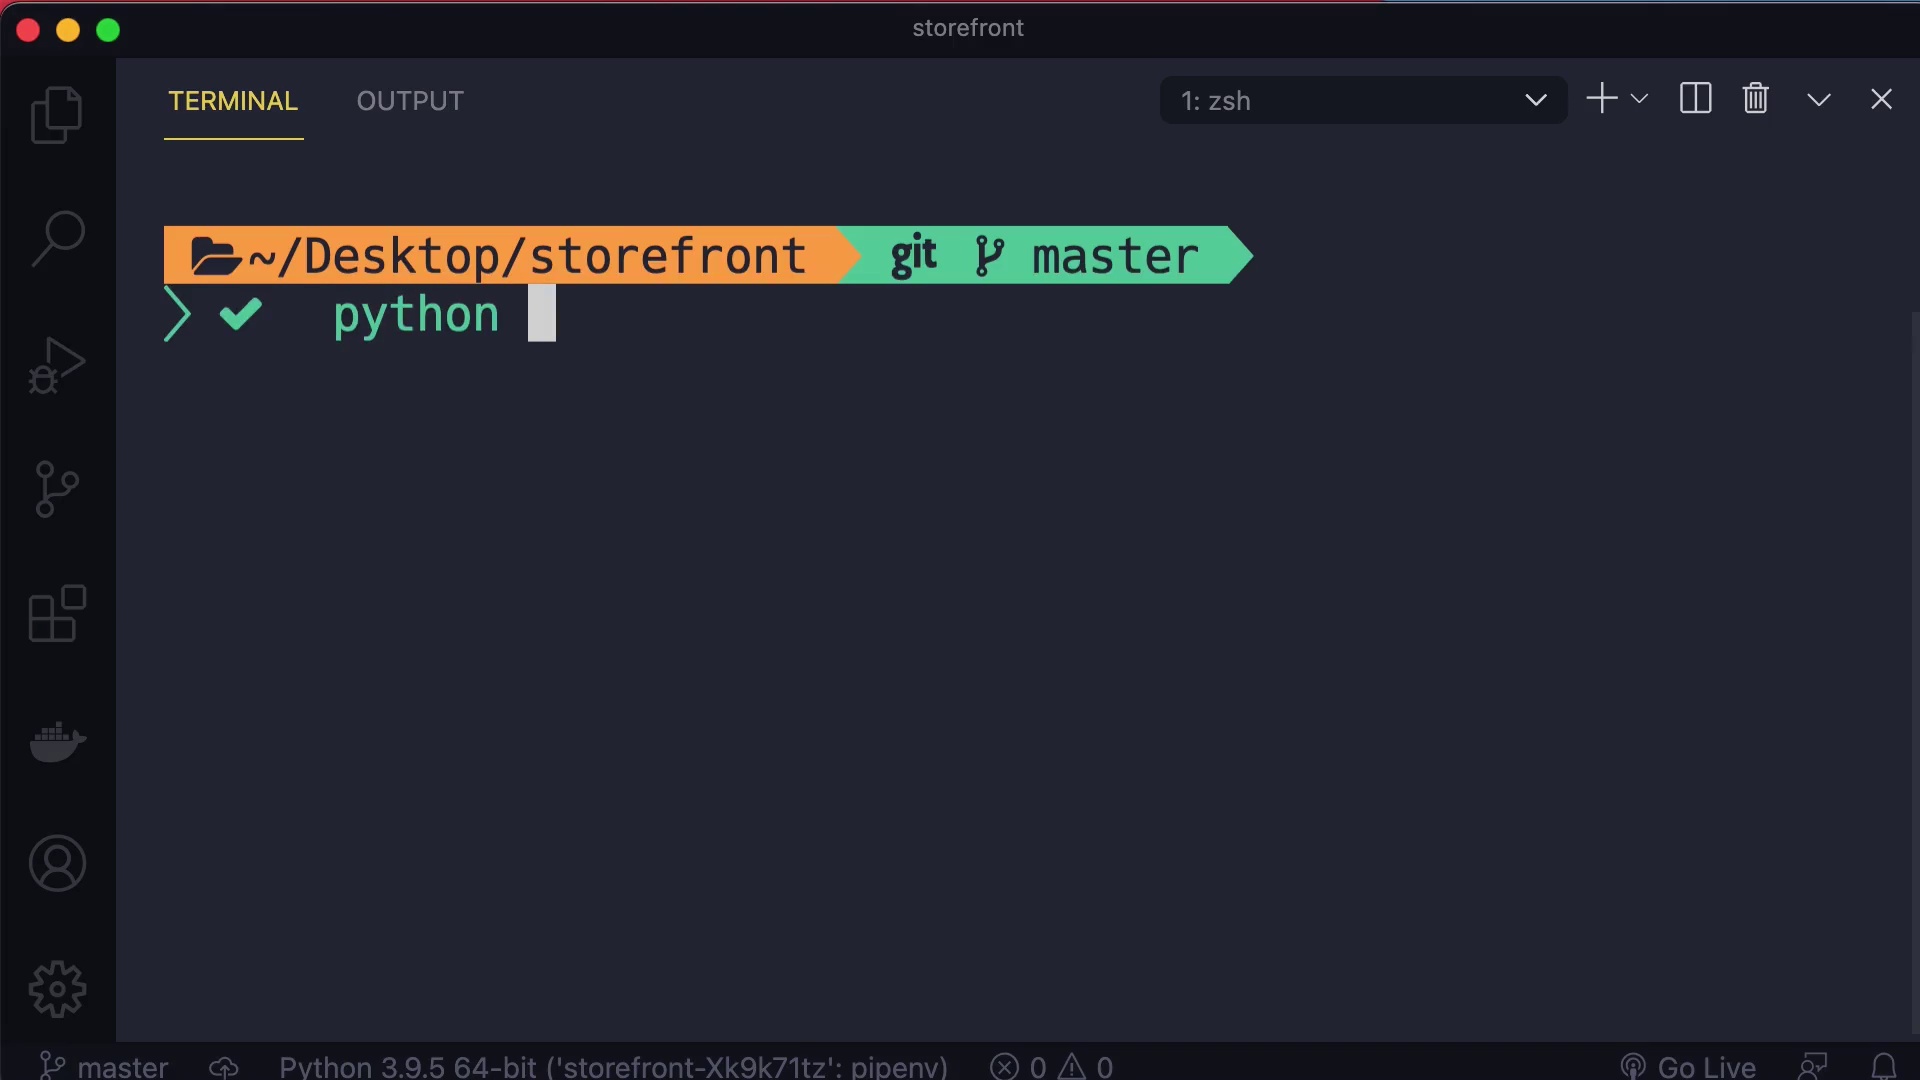 storefront
TERMINAL OUTPUT 1: zsh
~/Desktop/storefront git master
python
master Python 3.9.5 64-bit ('storefront-Xk9k71tz': pipenv) 0 0 Go Live